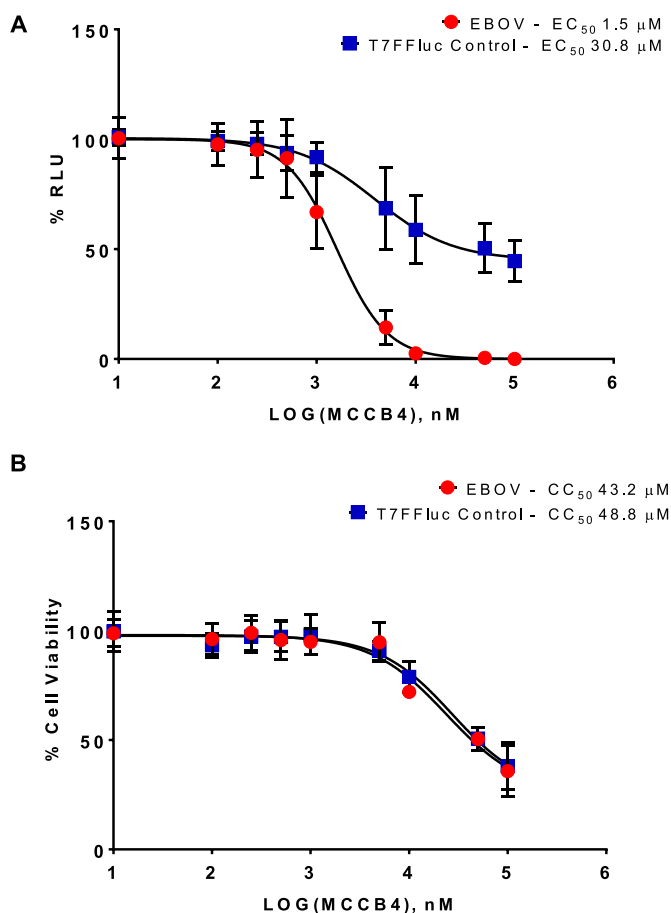 A
EBOV - EC50 1.5 μM
T7FFluc Control - EC50 30.8 μM
150
100
50
0
% RLU
1 2 3 4 5 6
LOG(MCCB4), nM
B
EBOV - CC50 43.2 μM
T7FFluc Control - CC50 48.8 μM
150
100
50
0
% Cell Viability
1 2 3 4 5 6
LOG(MCCB4), nM